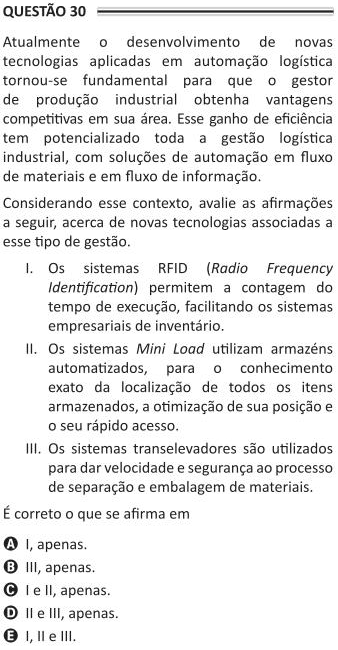 QUESTÃO 30
Atualmente o desenvolvimento de novas
tecnologias aplicadas em automação logística
tornou-se fundamental para que o gestor
de produção industrial obtenha vantagens
competitivas em sua área. Esse ganho de eficiência
tem potencializado toda a gestão logística
industrial, com soluções de automação em fluxo
de materiais e em fluxo de informação.
Considerando esse contexto, avalie as afirmações
a seguir, acerca de novas tecnologias associadas a
esse tipo de gestão.
I. Os sistemas RFID (Radio Frequency
Identification) permitem a contagem do
tempo de execução, facilitando os sistemas
empresariais de inventário.
II. Os sistemas Mini Load utilizam armazéns
automatizados, para o conhecimento
exato da localização de todos os itens
armazenados, a otimização de sua posição e
o seu rápido acesso.
III. Os sistemas transelevadores são utilizados
para dar velocidade e segurança ao processo
de separação e embalagem de materiais.
É correto o que se afirma em
A I, apenas.
B III, apenas.
C I e II, apenas.
D II e III, apenas.
E I, II e III.